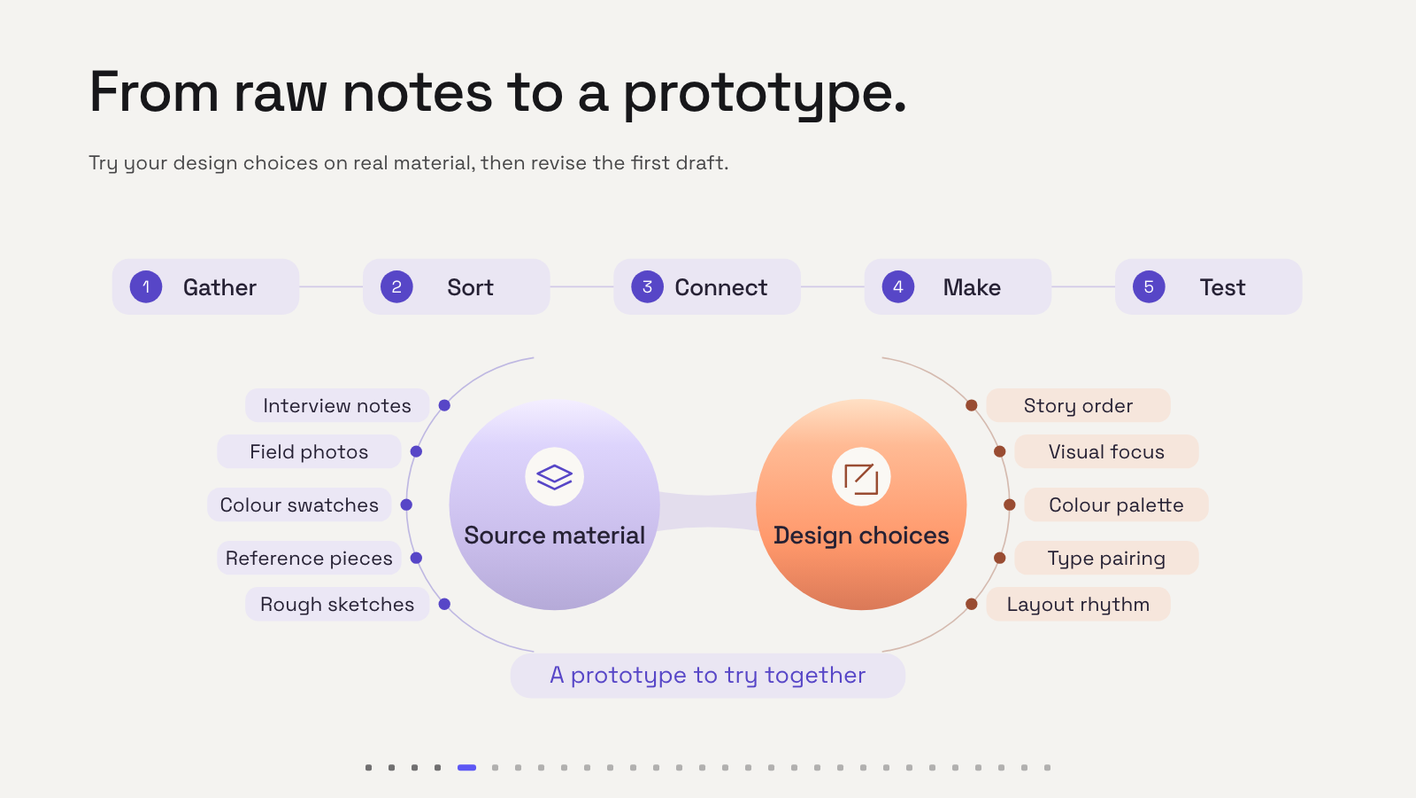 From raw notes to a prototype.
Try your design choices on real material, then revise the first draft.
1 Gather
2 Sort
3 Connect
4 Make
5 Test
Interview notes
Field photos
Colour swatches
Reference pieces
Rough sketches
Source material
Design choices
Story order
Visual focus
Colour palette
Type pairing
Layout rhythm
A prototype to try together